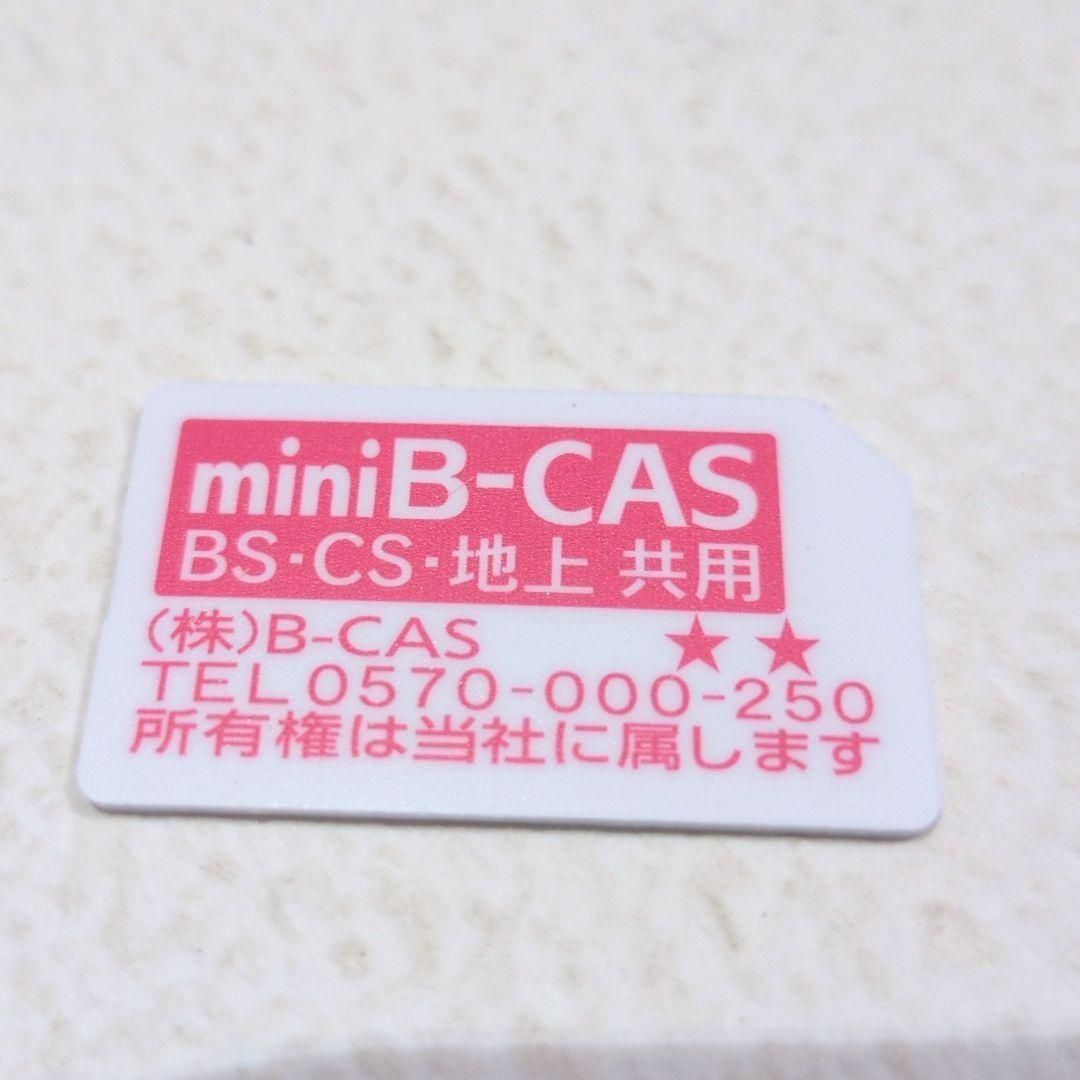 miniB-CAS
BS・CS・地上 共用
(株)B-CAS ★ ★
TEL 0570-000-250
所有権は当社に属します